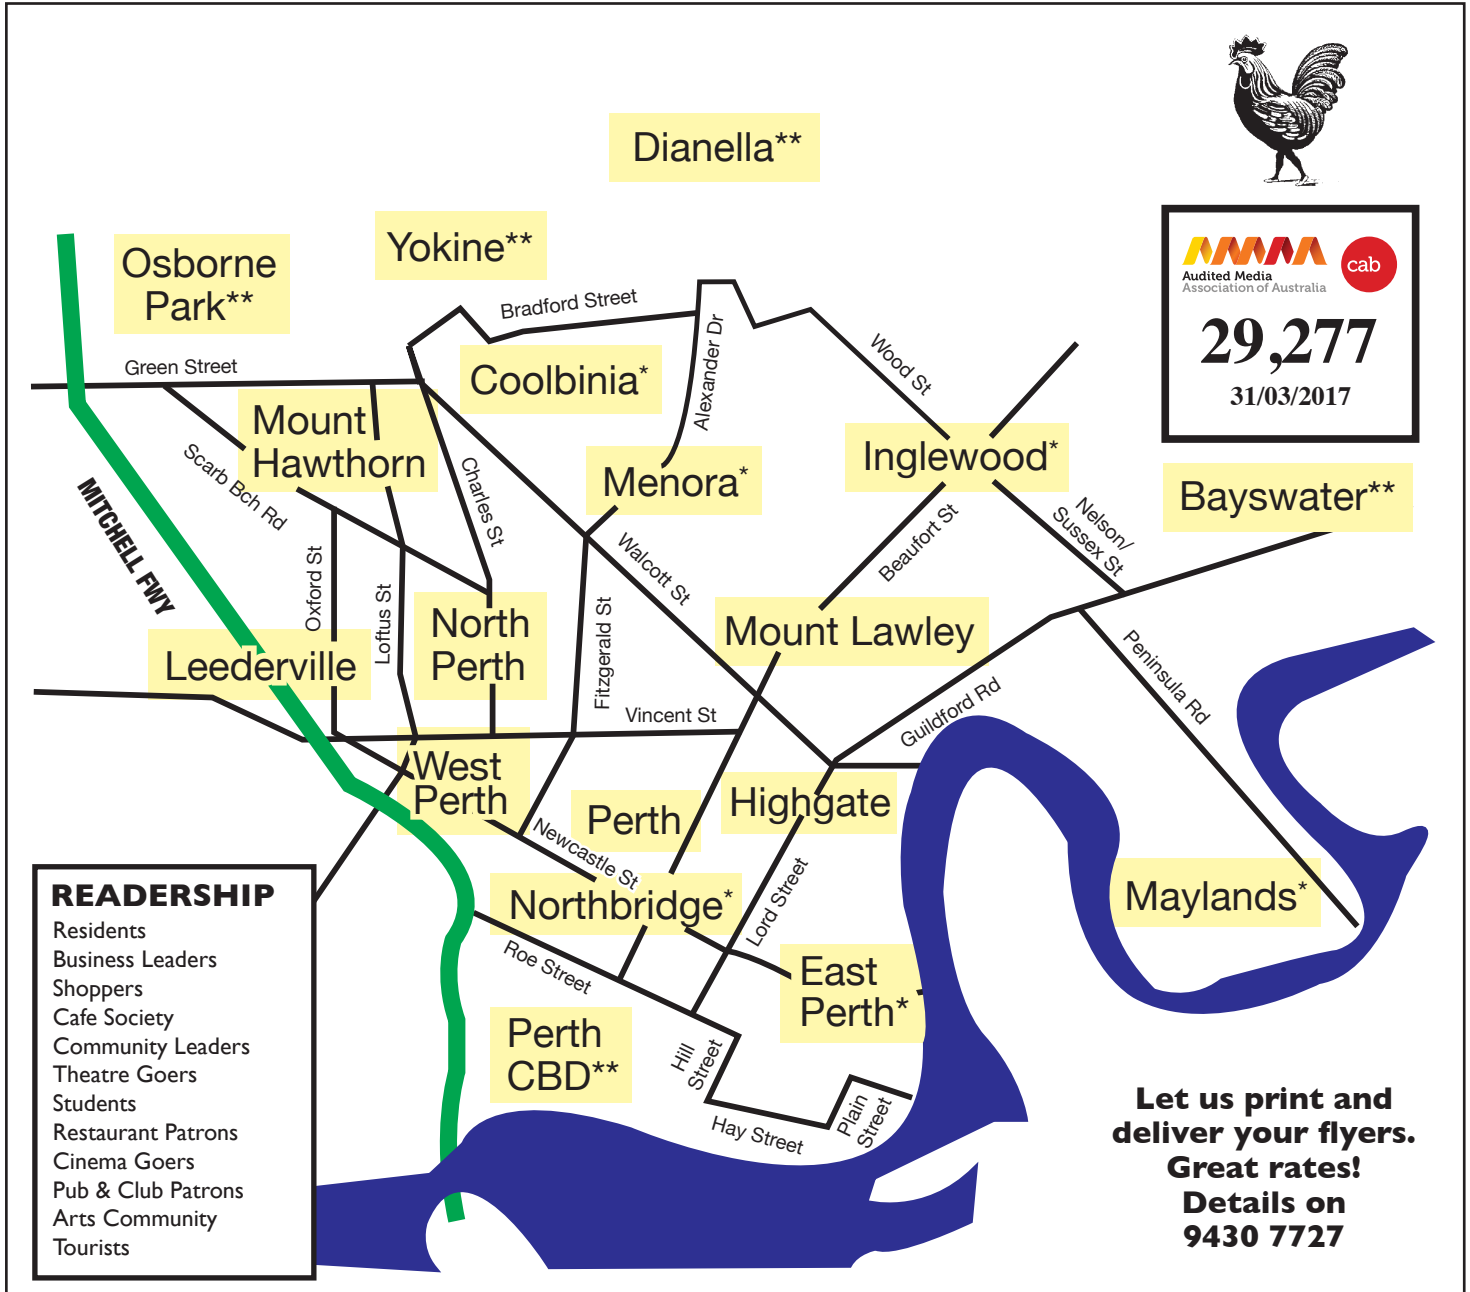 Dianella**
Yokine**
Osborne
Park**
Audited Media
Association of Australia
cab
29,277
31/03/2017
Bradford Street
Green Street
Coolbinia*
Alexander Dr
Wood St
Mount
Hawthorn
Scarb Bch Rd
Charles St
Menora*
Inglewood*
Bayswater**
MITCHELL FWY
Oxford St
Loftus St
Walcott St
Beaufort St
Nelson/
Sussex St
North
Perth
Fitzgerald St
Mount Lawley
Leederville
Peninsula Rd
Guildford Rd
Vincent St
West
Perth
Perth
Highgate
Newcastle St
Northbridge*
Lord Street
Maylands*
Roe Street
East
Perth*
Perth
CBD**
Hill
Street
Hay Street
Plain
Street
READERSHIP
Residents
Business Leaders
Shoppers
Cafe Society
Community Leaders
Theatre Goers
Students
Restaurant Patrons
Cinema Goers
Pub & Club Patrons
Arts Community
Tourists
Let us print and
deliver your flyers.
Great rates!
Details on
9430 7727